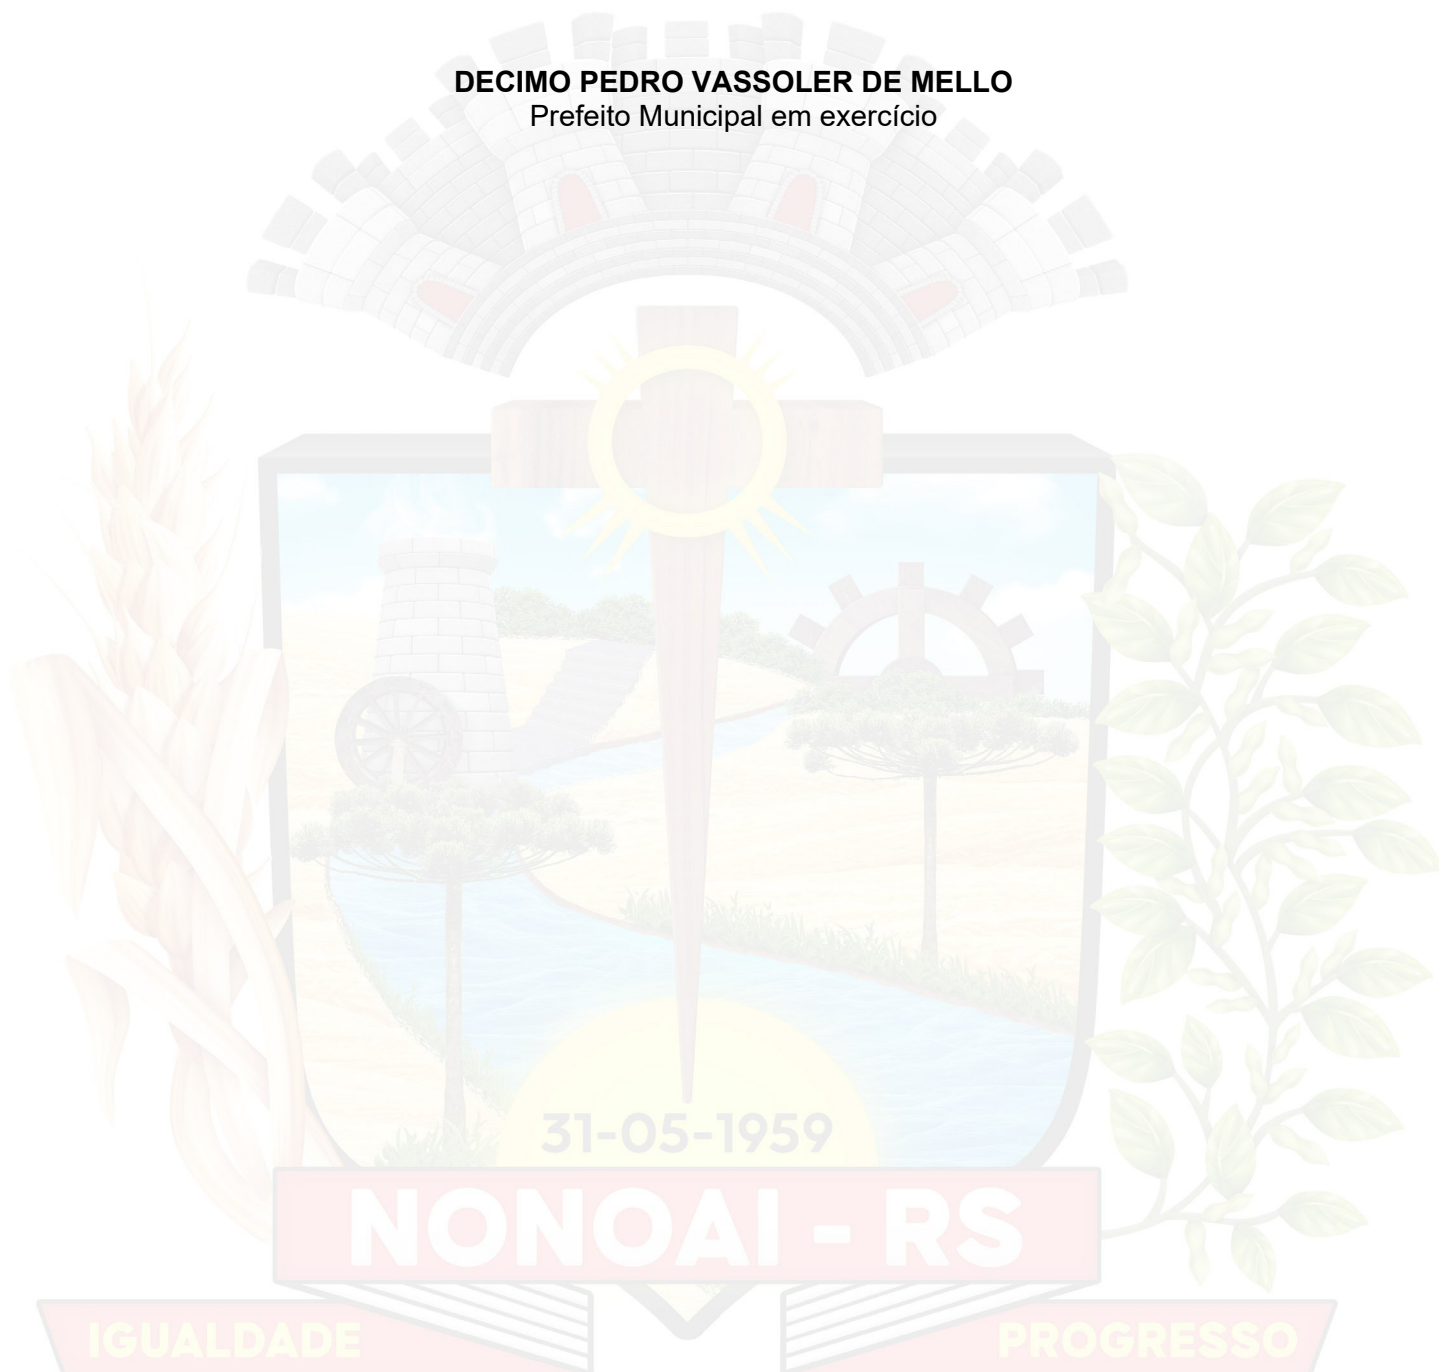 DECIMO PEDRO VASSOLER DE MELLO
Prefeito Municipal em exercício
31-05-1959
NONOAI - RS
IGUALDADE
PROGRESSO